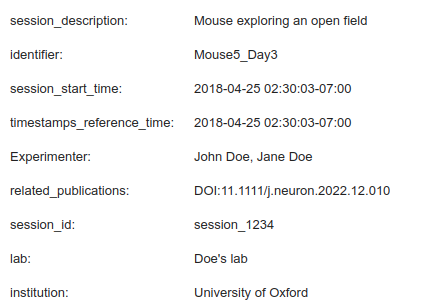 session_description: Mouse exploring an open field
identifier: Mouse5_Day3
session_start_time: 2018-04-25 02:30:03-07:00
timestamps_reference_time: 2018-04-25 02:30:03-07:00
Experimenter: John Doe, Jane Doe
related_publications: DOI:11.1111/j.neuron.2022.12.010
session_id: session_1234
lab: Doe's lab
institution: University of Oxford